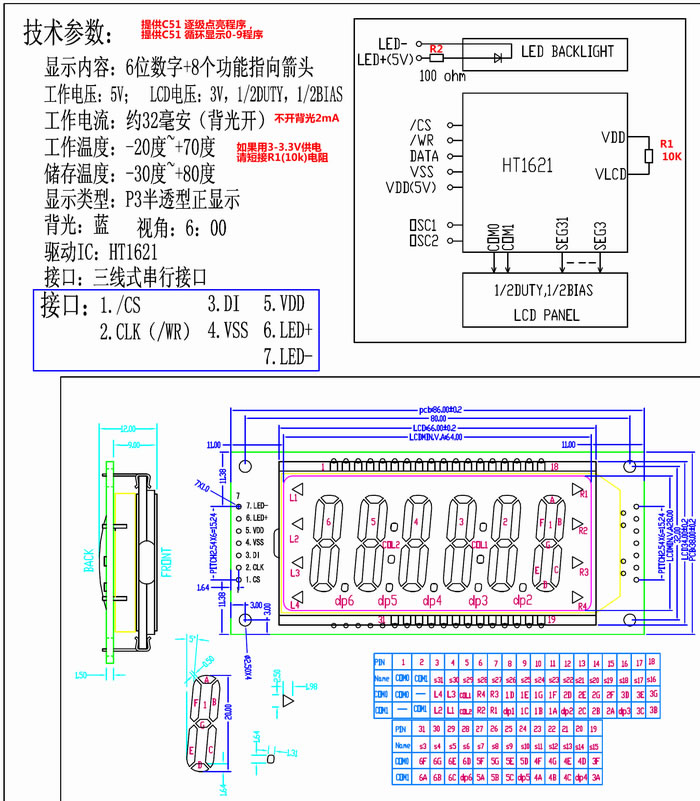 技术参数:
提供C51 逐级点亮程序,
提供C51 循环显示0-9程序
显示内容: 6位数字+8个功能指向箭头
工作电压: 5V; LCD电压: 3V, 1/2DUTY, 1/2BIAS
工作电流: 约32毫安 (背光开) 不开背光2mA
工作温度: -20度~+70度
如果用3-3.3V供电
请短接R1(10k)电阻
储存温度: -30度~+80度
显示类型: P3半透型正显示
背光: 蓝 视角: 6: 00
驱动IC: HT1621
接口: 三线式串行接口
接口: 1./CS 3.DI 5.VDD
2.CLK (/WR) 4.VSS 6.LED+
7.LED-
LED-
LED+(5V)
R2
100 ohm
LED BACKLIGHT
/CS
/WR
DATA
VSS
VDD(5V)
OSC1
OSC2
HT1621
VDD
VLCD
R1
10K
COM0
COM1
SEG31
SEG3
1/2DUTY,1/2BIAS
LCD PANEL
pcb86.00±0.2
80.00
LCD66.00±0.2
LCDMIN.V.A=64.00
11.00
11.00
12.00
9.00
BACK
FRONT
1.50
11.38
7X1.0
PITCH2.54X6=15.24
1.64
11.38
3.00
3.00
ø2.50X4
7
7. LED-
6. LED+
5. VDD
4. VSS
3. DI
2. CLK
1. CS
1
18
L1
L2
L3
L4
R1
R2
R3
R4
6
5
4
3
2
1
COL2
COL1
A
F
B
G
E
C
D
dp6
dp5
dp4
dp3
dp2
31
19
PITCH2.54X6=15.24
32.00
PCB38.00±0.2
5°
3.50
20.00
1.64
A
F
B
G
E
C
D
2.50
1.98
1.64
1.31
PIN 1 2 3 4 5 6 7 8 9 10 11 12 13 14 15 16 17 18
Name COM0 COM1 s31 s30 s29 s28 s27 s26 s25 s24 s23 s22 s21 s20 s19 s18 s17 s16
COM0 COM0 — L4 L3 COL1 R4 R3 1D 1E 1G 1F 2D 2E 2G 2F 3D 3E 3G
COM1 — COM1 L2 L1 COL2 R2 R1 dp1 1C 1B 1A dp2 2C 2B 2A dp3 3C 3B
PIN 31 30 29 28 27 26 25 24 23 22 21 20 19
Name s3 s4 s5 s6 s7 s8 s9 s10 s11 s12 s13 s14 s15
COM0 6F 6G 6E 6D 5F 5G 5E 5D 4F 4G 4E 4D 3F
COM1 6A 6B 6C dp6 5A 5B 5C dp5 4A 4B 4C dp4 3A